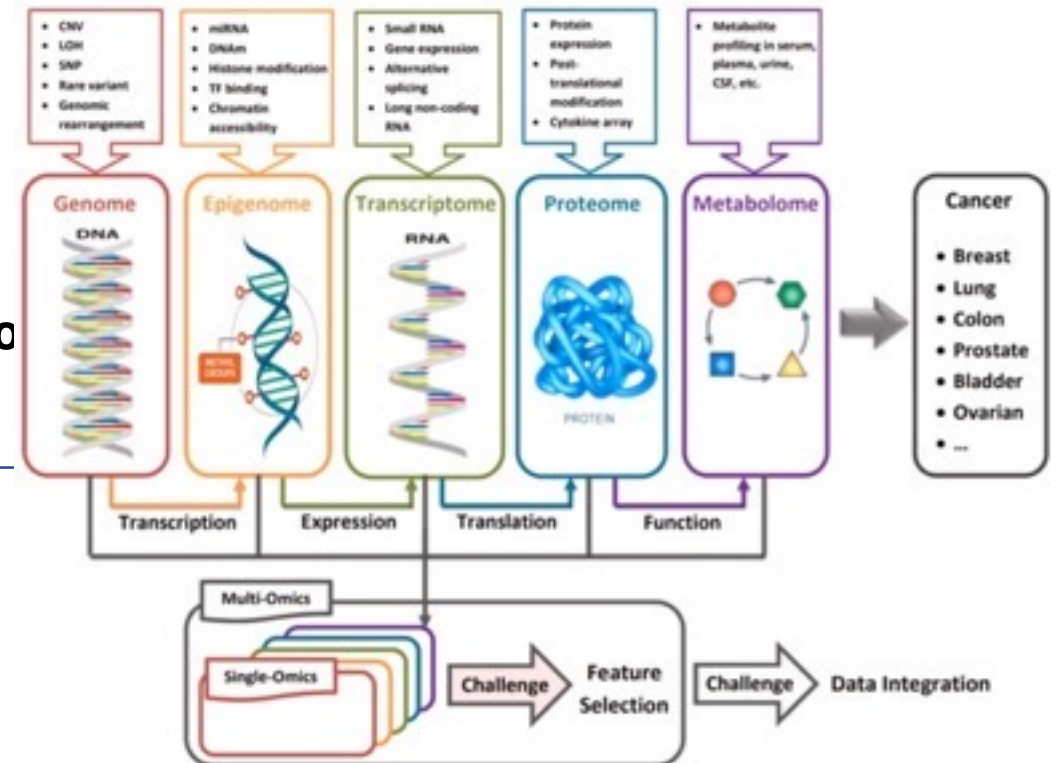 • CNV
• LOH
• SNP
• Rare variant
• Genomic
rearrangement
• miRNA
• DNAm
• Histone modification
• TF binding
• Chromatin
accessibility
• Small RNA
• Gene expression
• Alternative
splicing
• Long non-coding
RNA
• Protein
expression
• Post-
translational
modification
• Cytokine array
• Metabolite
profiling in serum,
plasma, urine,
CSF, etc.
Genome
DNA
Epigenome
METHYL
GROUPS
Transcriptome
RNA
Proteome
PROTEIN
Metabolome
Cancer
• Breast
• Lung
• Colon
• Prostate
• Bladder
• Ovarian
• ...
o
Transcription
Expression
Translation
Function
Multi-Omics
Single-Omics
Challenge
Feature
Selection
Challenge
Data Integration